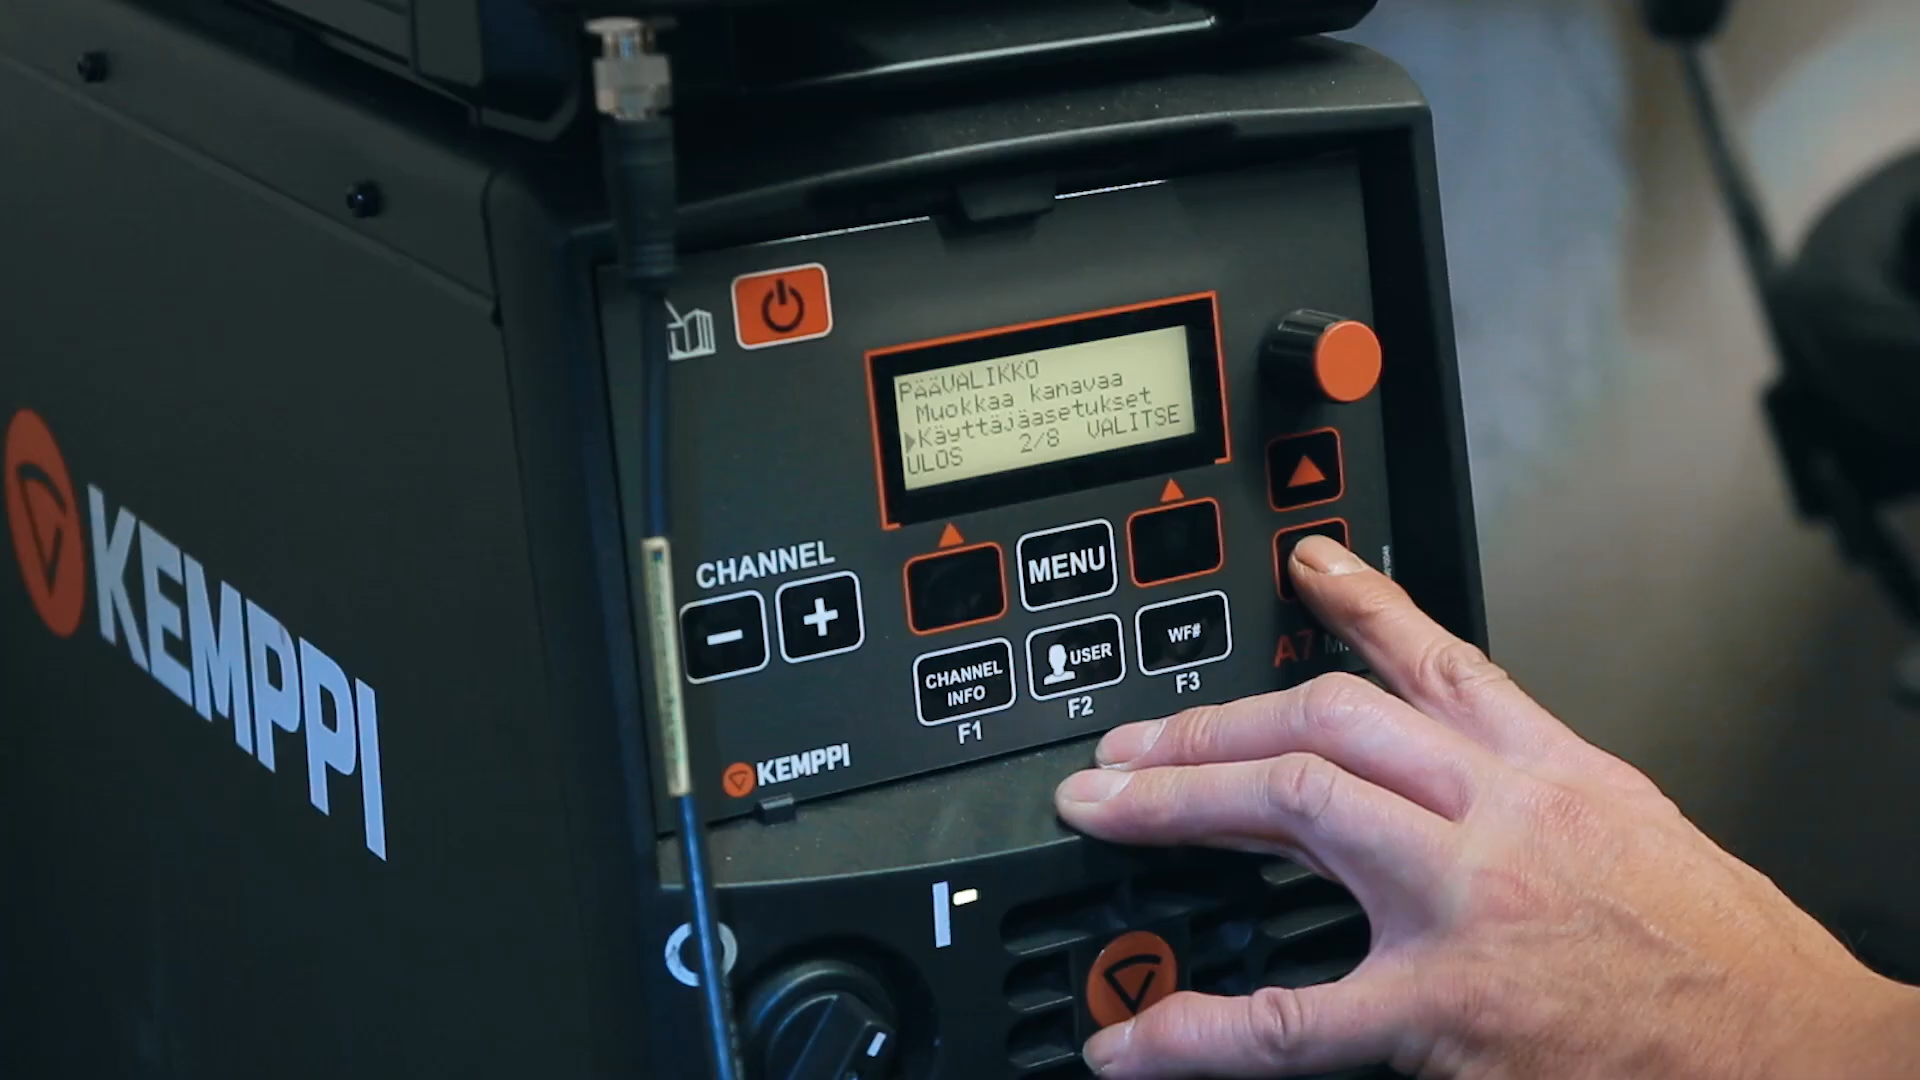 KEMPPI
PÄÄVALIKKO
Muokkaa kanavaa
Käyttäjäasetukset
ULOS 2/8 VALITSE
CHANNEL
MENU
CHANNEL INFO
USER
WF#
F1
F2
F3
A7
KEMPPI